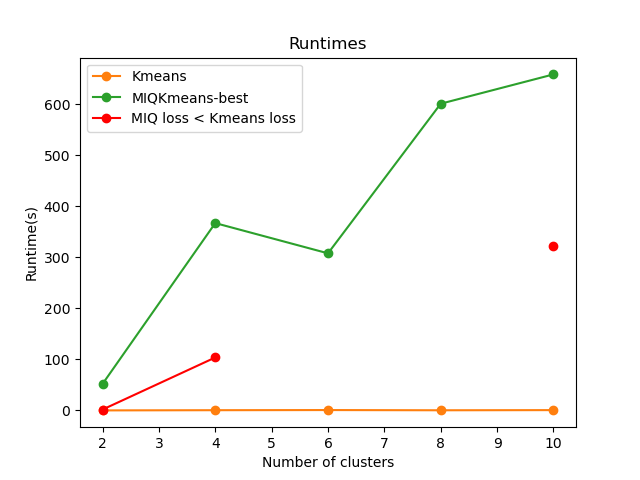 Runtimes
Kmeans
MIQKmeans-best
MIQ loss < Kmeans loss
Runtime(s)
600
500
400
300
200
100
0
2 3 4 5 6 7 8 9 10
Number of clusters